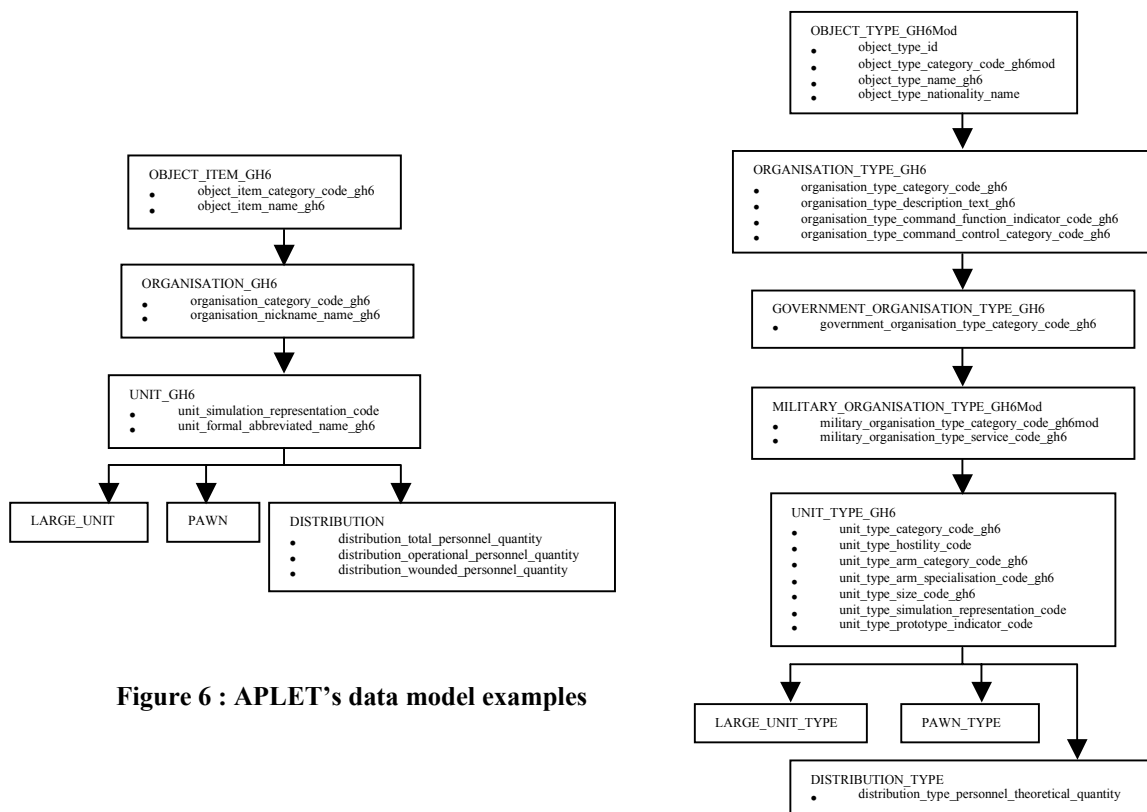 OBJECT_ITEM_GH6
• object_item_category_code_gh6
• object_item_name_gh6
ORGANISATION_GH6
• organisation_category_code_gh6
• organisation_nickname_name_gh6
UNIT_GH6
• unit_simulation_representation_code
• unit_formal_abbreviated_name_gh6
LARGE_UNIT
PAWN
DISTRIBUTION
• distribution_total_personnel_quantity
• distribution_operational_personnel_quantity
• distribution_wounded_personnel_quantity
Figure 6 : APLET’s data model examples
OBJECT_TYPE_GH6Mod
• object_type_id
• object_type_category_code_gh6mod
• object_type_name_gh6
• object_type_nationality_name
ORGANISATION_TYPE_GH6
• organisation_type_category_code_gh6
• organisation_type_description_text_gh6
• organisation_type_command_function_indicator_code_gh6
• organisation_type_command_control_category_code_gh6
GOVERNMENT_ORGANISATION_TYPE_GH6
• government_organisation_type_category_code_gh6
MILITARY_ORGANISATION_TYPE_GH6Mod
• military_organisation_type_category_code_gh6mod
• military_organisation_type_service_code_gh6
UNIT_TYPE_GH6
• unit_type_category_code_gh6
• unit_type_hostility_code
• unit_type_arm_category_code_gh6
• unit_type_arm_specialisation_code_gh6
• unit_type_size_code_gh6
• unit_type_simulation_representation_code
• unit_type_prototype_indicator_code
LARGE_UNIT_TYPE
PAWN_TYPE
DISTRIBUTION_TYPE
• distribution_type_personnel_theoretical_quantity